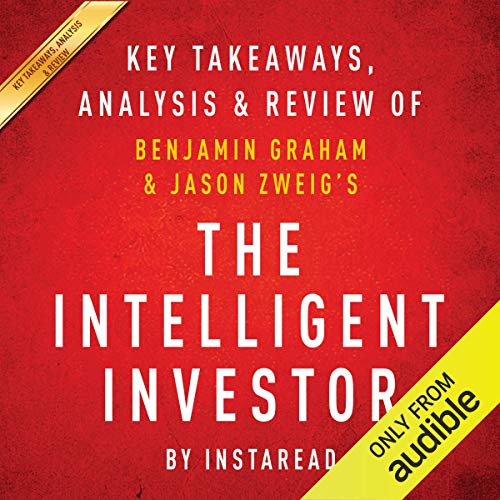 KEY TAKEAWAYS, ANALYSIS
& REVIEW
KEY TAKEAWAYS,
ANALYSIS & REVIEW OF
BENJAMIN GRAHAM
& JASON ZWEIG'S
THE
INTELLIGENT
INVESTOR
BY INSTAREAD
ONLY FROM
audible